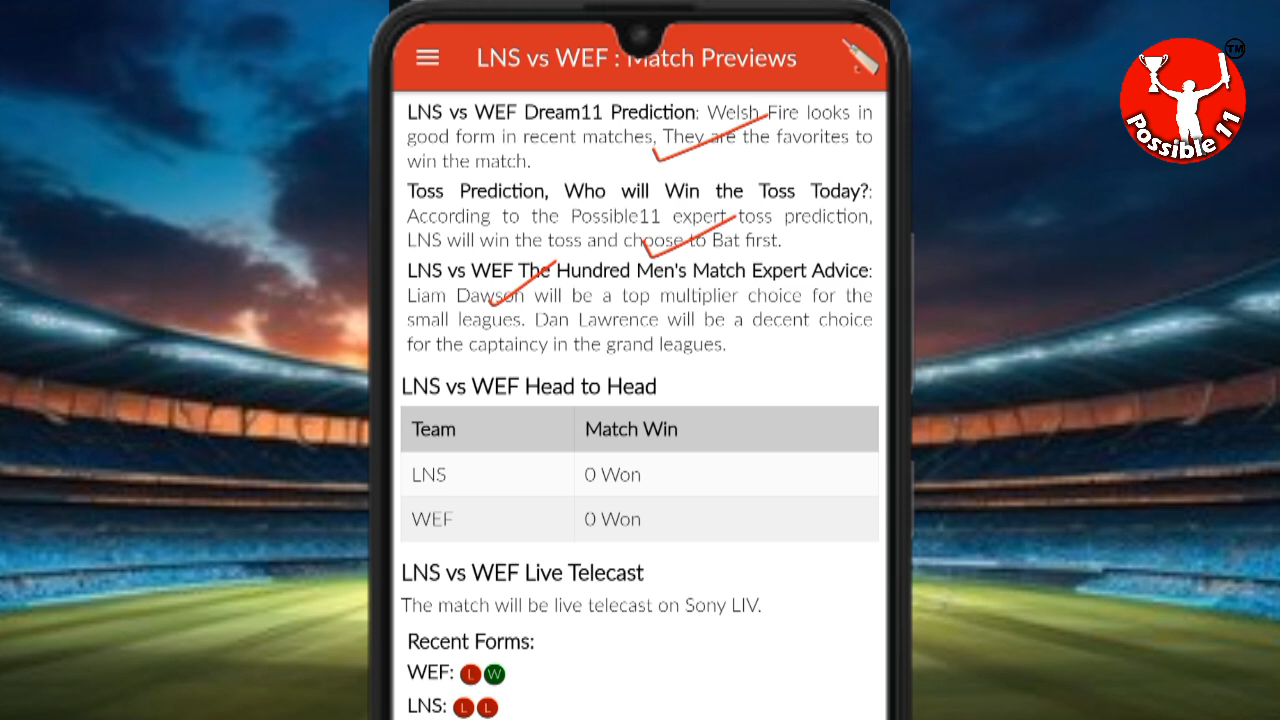 LNS vs WEF : Match Previews
TM
Possible 11
LNS vs WEF Dream11 Prediction: Welsh Fire looks in
good form in recent matches, They are the favorites to
win the match.
Toss Prediction, Who will Win the Toss Today?:
According to the Possible11 expert toss prediction,
LNS will win the toss and choose to Bat first.
LNS vs WEF The Hundred Men's Match Expert Advice:
Liam Dawson will be a top multiplier choice for the
small leagues. Dan Lawrence will be a decent choice
for the captaincy in the grand leagues.
LNS vs WEF Head to Head
Team Match Win
LNS 0 Won
WEF 0 Won
LNS vs WEF Live Telecast
The match will be live telecast on Sony LIV.
Recent Forms:
WEF: L W
LNS: L L